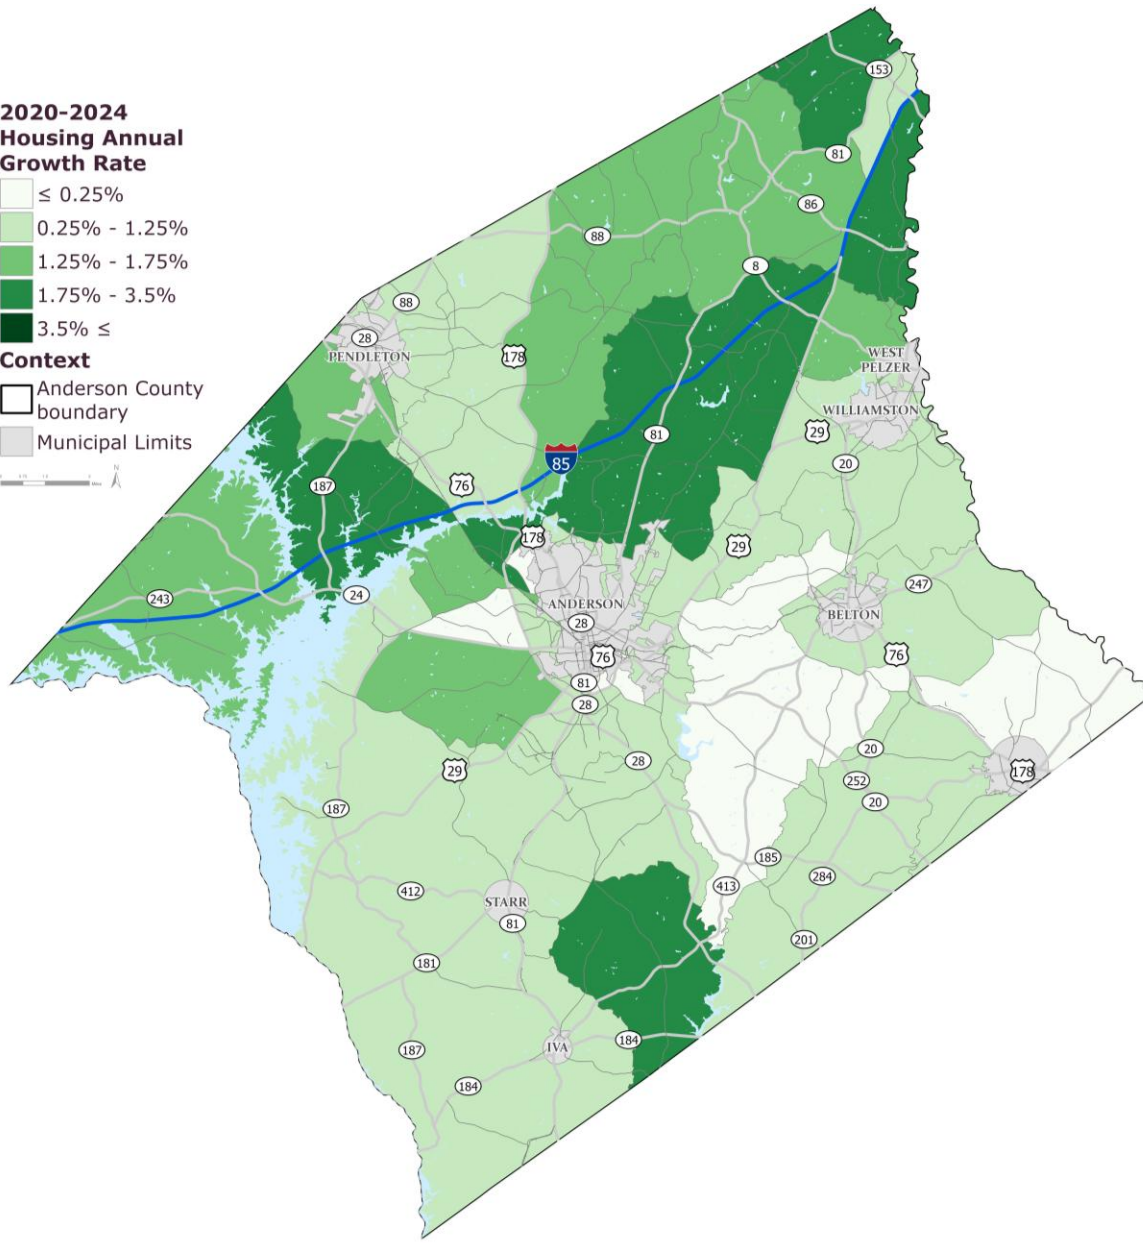 2020-2024
Housing Annual
Growth Rate
≤ 0.25%
0.25% - 1.25%
1.25% - 1.75%
1.75% - 3.5%
3.5% ≤
Context
Anderson County
boundary
Municipal Limits
N
153
81
86
88
8
88
28
PENDLETON
178
WEST
PELZER
WILLIAMSTON
29
81
85
20
187
76
178
29
243
24
ANDERSON
28
247
BELTON
76
76
81
28
29
28
20
178
252
20
187
185
284
412
413
STARR
81
201
181
184
IVA
187
184